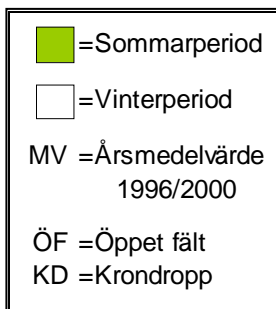 =Sommarperiod
=Vinterperiod
MV =Årsmedelvärde
1996/2000
ÖF =Öppet fält
KD =Krondropp